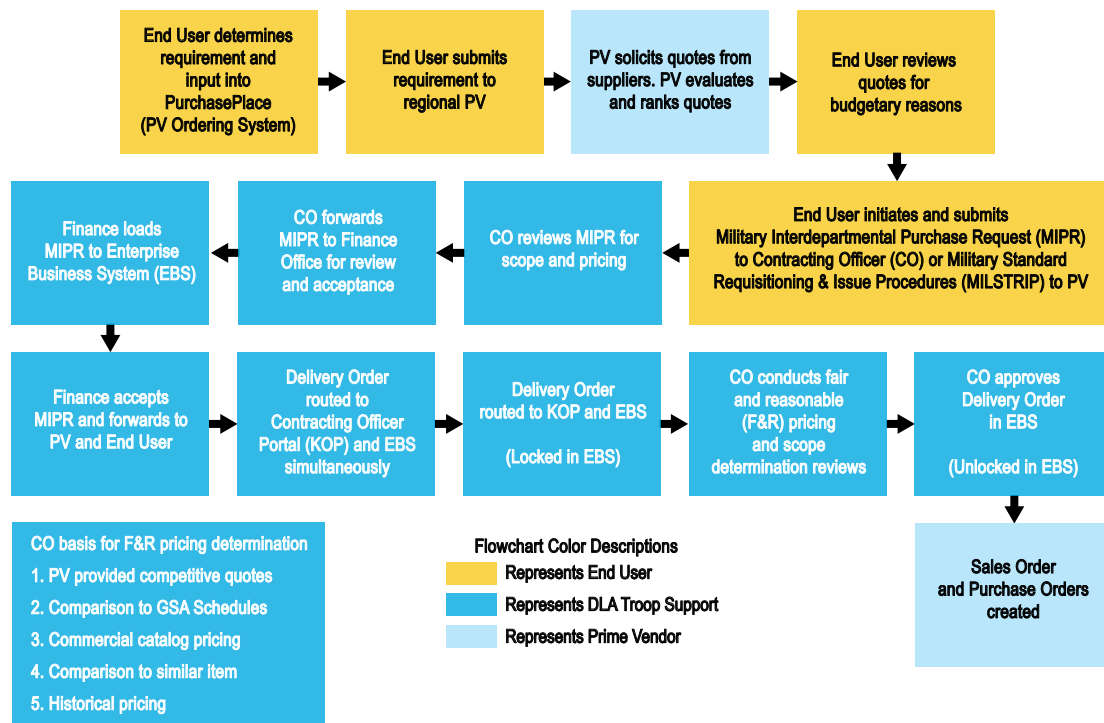 End User determines
requirement and
input into
PurchasePlace
(PV Ordering System)
End User submits
requirement to
regional PV
PV solicits quotes from
suppliers. PV evaluates
and ranks quotes
End User reviews
quotes for
budgetary reasons
End User initiates and submits
Military Interdepartmental Purchase Request (MIPR)
to Contracting Officer (CO) or Military Standard
Requisitioning & Issue Procedures (MILSTRIP) to PV
CO reviews MIPR for
scope and pricing
CO forwards
MIPR to Finance
Office for review
and acceptance
Finance loads
MIPR to Enterprise
Business System (EBS)
Finance accepts
MIPR and forwards to
PV and End User
Delivery Order
routed to
Contracting Officer
Portal (KOP) and EBS
simultaneously
Delivery Order
routed to KOP and EBS
(Locked in EBS)
CO conducts fair
and reasonable
(F&R) pricing
and scope
determination reviews
CO approves
Delivery Order
in EBS
(Unlocked in EBS)
Sales Order
and Purchase Orders
created
CO basis for F&R pricing determination
1. PV provided competitive quotes
2. Comparison to GSA Schedules
3. Commercial catalog pricing
4. Comparison to similar item
5. Historical pricing
Flowchart Color Descriptions
Represents End User
Represents DLA Troop Support
Represents Prime Vendor